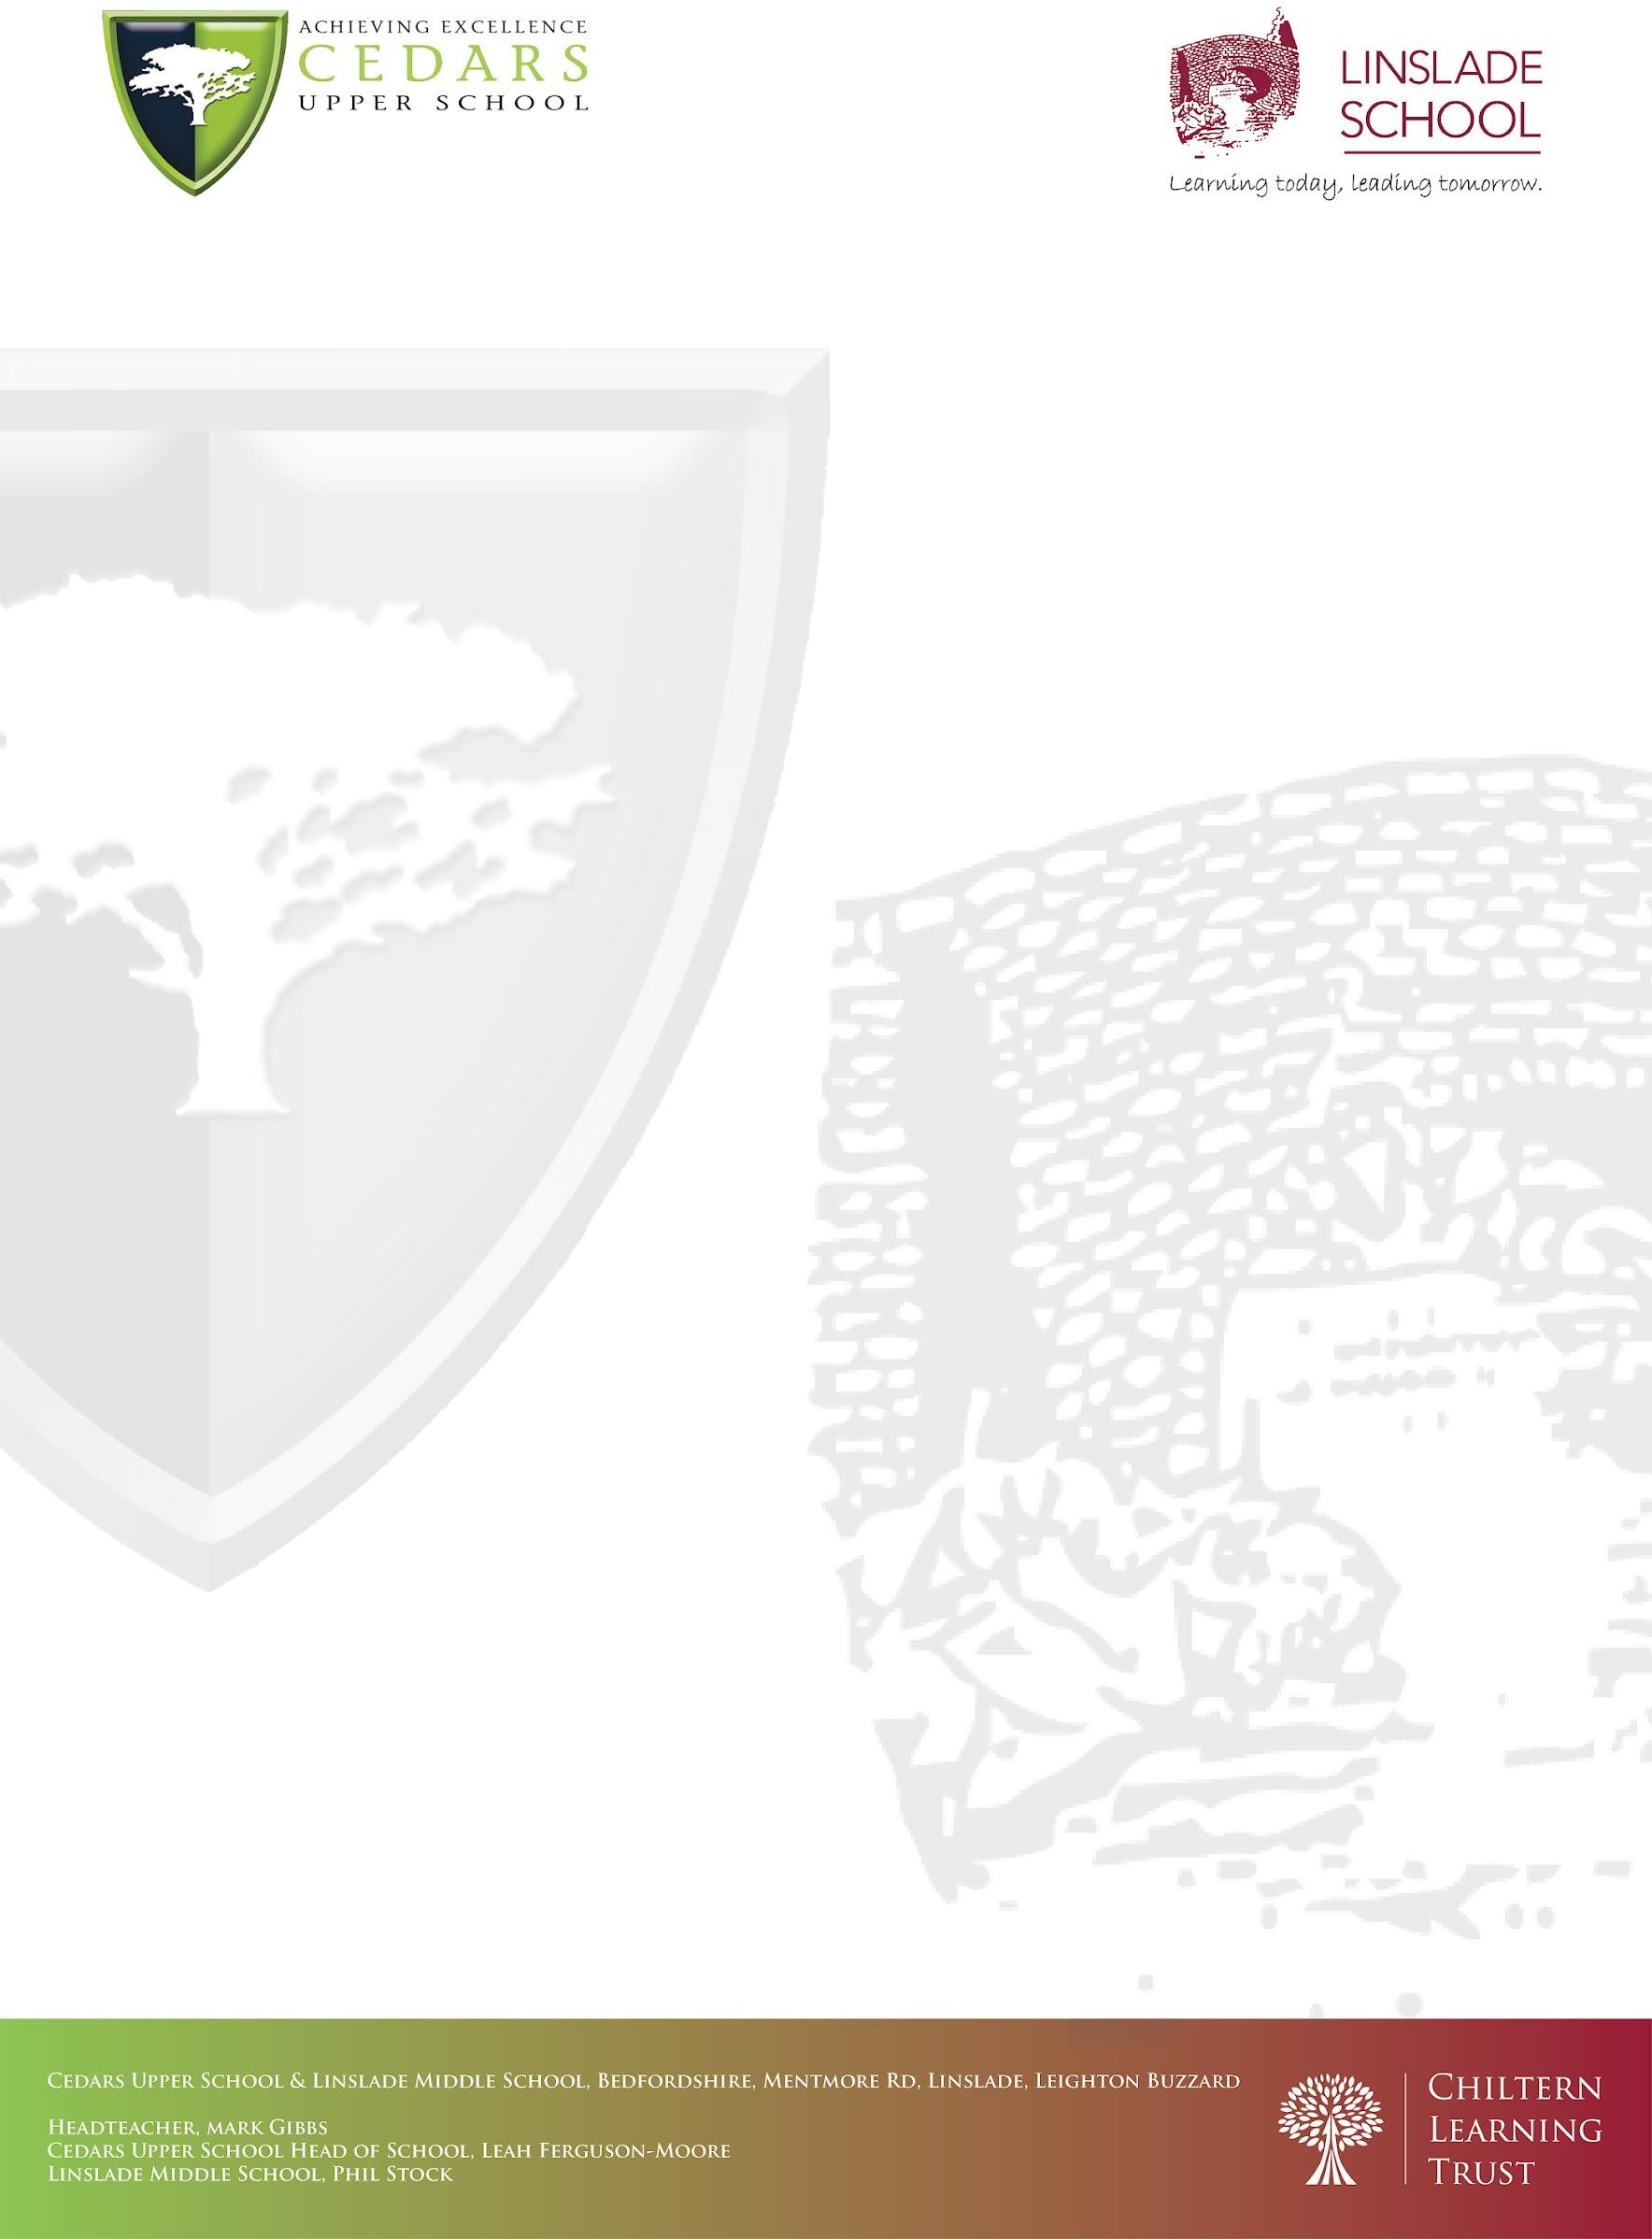 ACHIEVING EXCELLENCE
CEDARS
UPPER SCHOOL
LINSLADE
SCHOOL
Learning today, leading tomorrow.
CEDARS UPPER SCHOOL & LINSLADE MIDDLE SCHOOL, BEDFORDSHIRE, MENTMORE RD, LINSLADE, LEIGHTON BUZZARD
HEADTEACHER, MARK GIBBS
CEDARS UPPER SCHOOL HEAD OF SCHOOL, LEAH FERGUSON-MOORE
LINSLADE MIDDLE SCHOOL, PHIL STOCK
CHILTERN
LEARNING
TRUST